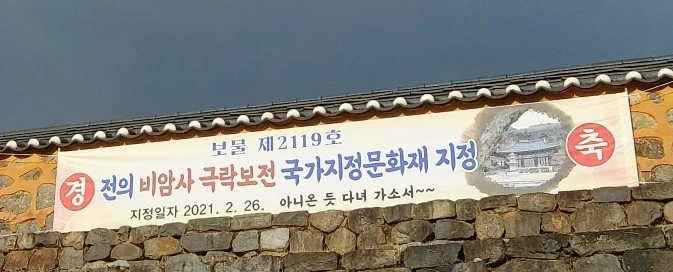 보물 제2119호
경 전의 비암사 극락보전 국가지정문화재 지정 축
지정일자 2021. 2. 26. 아니온 듯 다녀 가소서~~